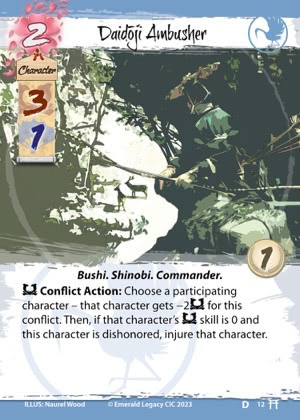 2
Daidōji Ambusher
Character
3
1
1
Bushi. Shinobi. Commander.
Conflict Action: Choose a participating
character – that character gets –2 for this
conflict. Then, if that character's skill is 0 and
this character is dishonored, injure that character.
ILLUS: Naurel Wood © Emerald Legacy CIC 2023 D 12